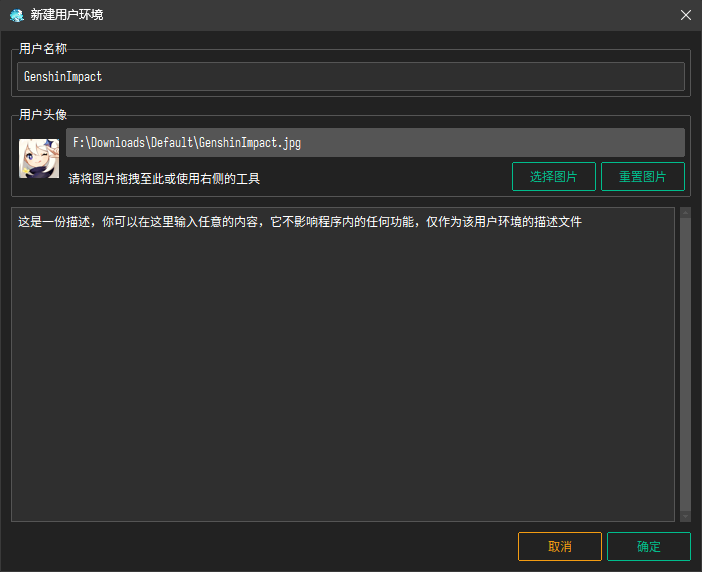 新建用户环境
用户名称
GenshinImpact
用户头像
F:\Downloads\Default\GenshinImpact.jpg
请将图片拖拽至此或使用右侧的工具
选择图片
重置图片
这是一份描述，你可以在这里输入任意的内容，它不影响程序内的任何功能，仅作为该用户环境的描述文件
取消
确定